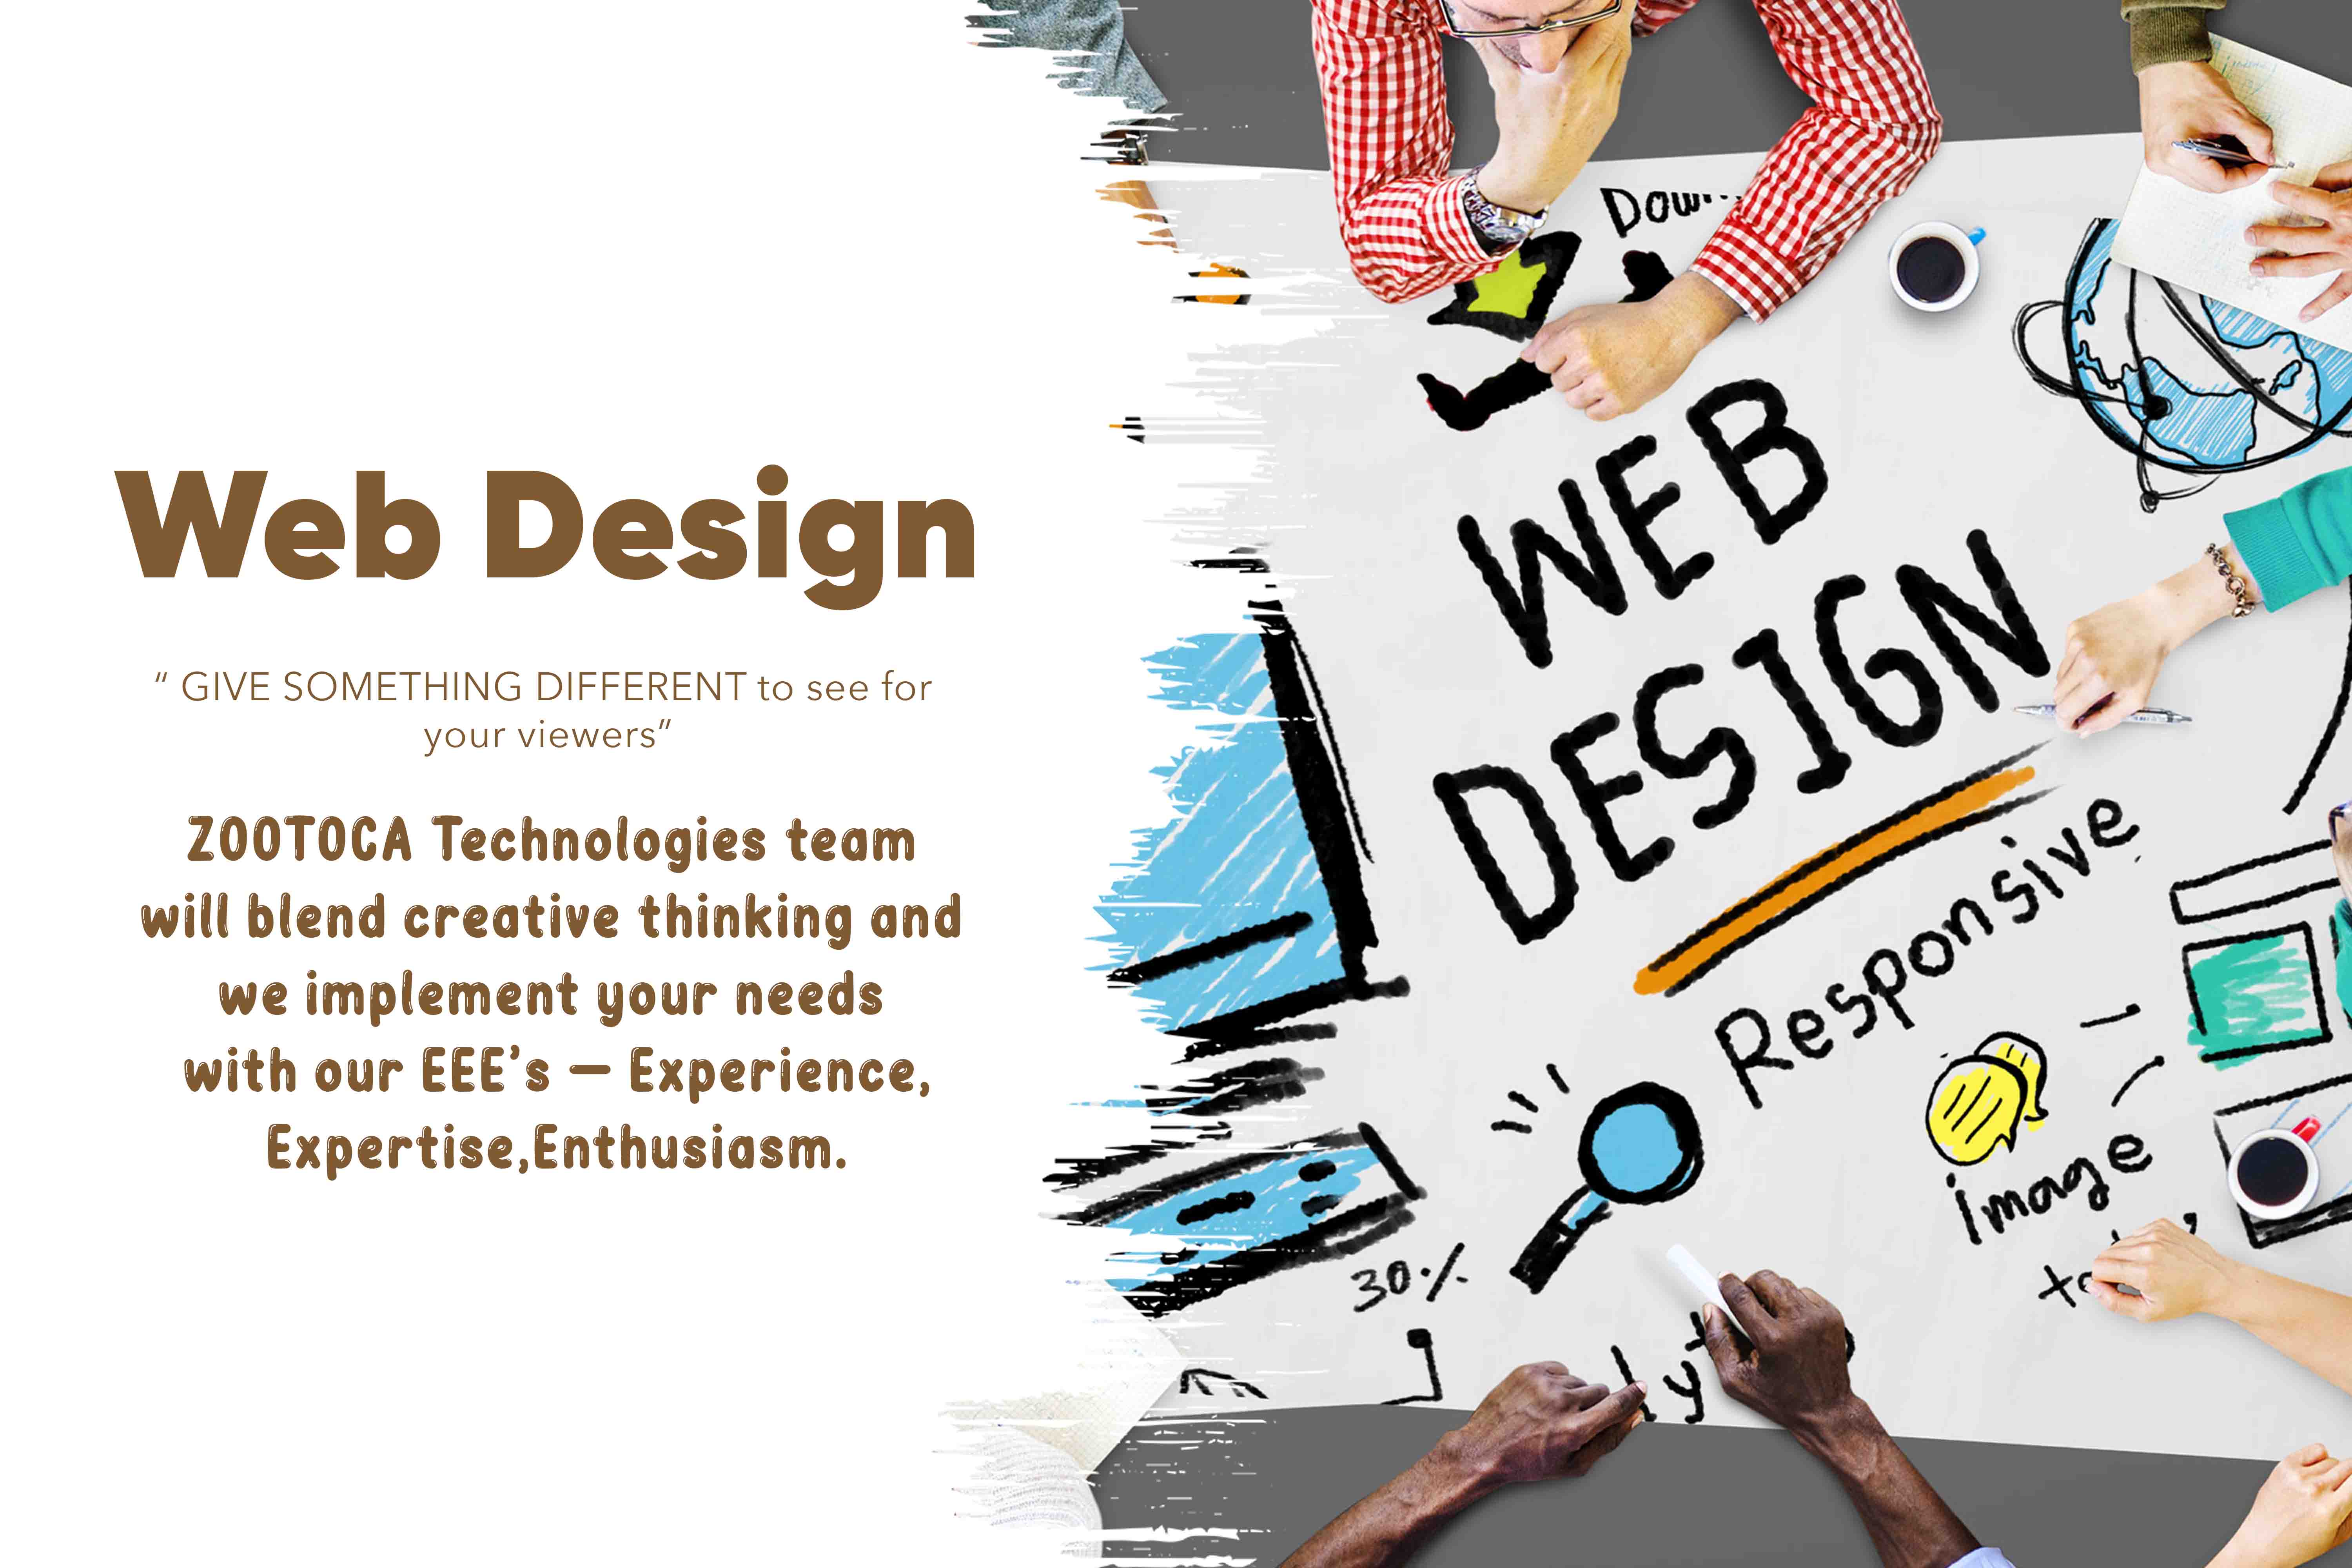 Web Design
“ GIVE SOMETHING DIFFERENT to see for
your viewers”
ZOOTOCA Technologies team
will blend creative thinking and
we implement your needs
with our EEE’s – Experience,
Expertise,Enthusiasm.
WEB
DESIGN
Responsive
image
30%